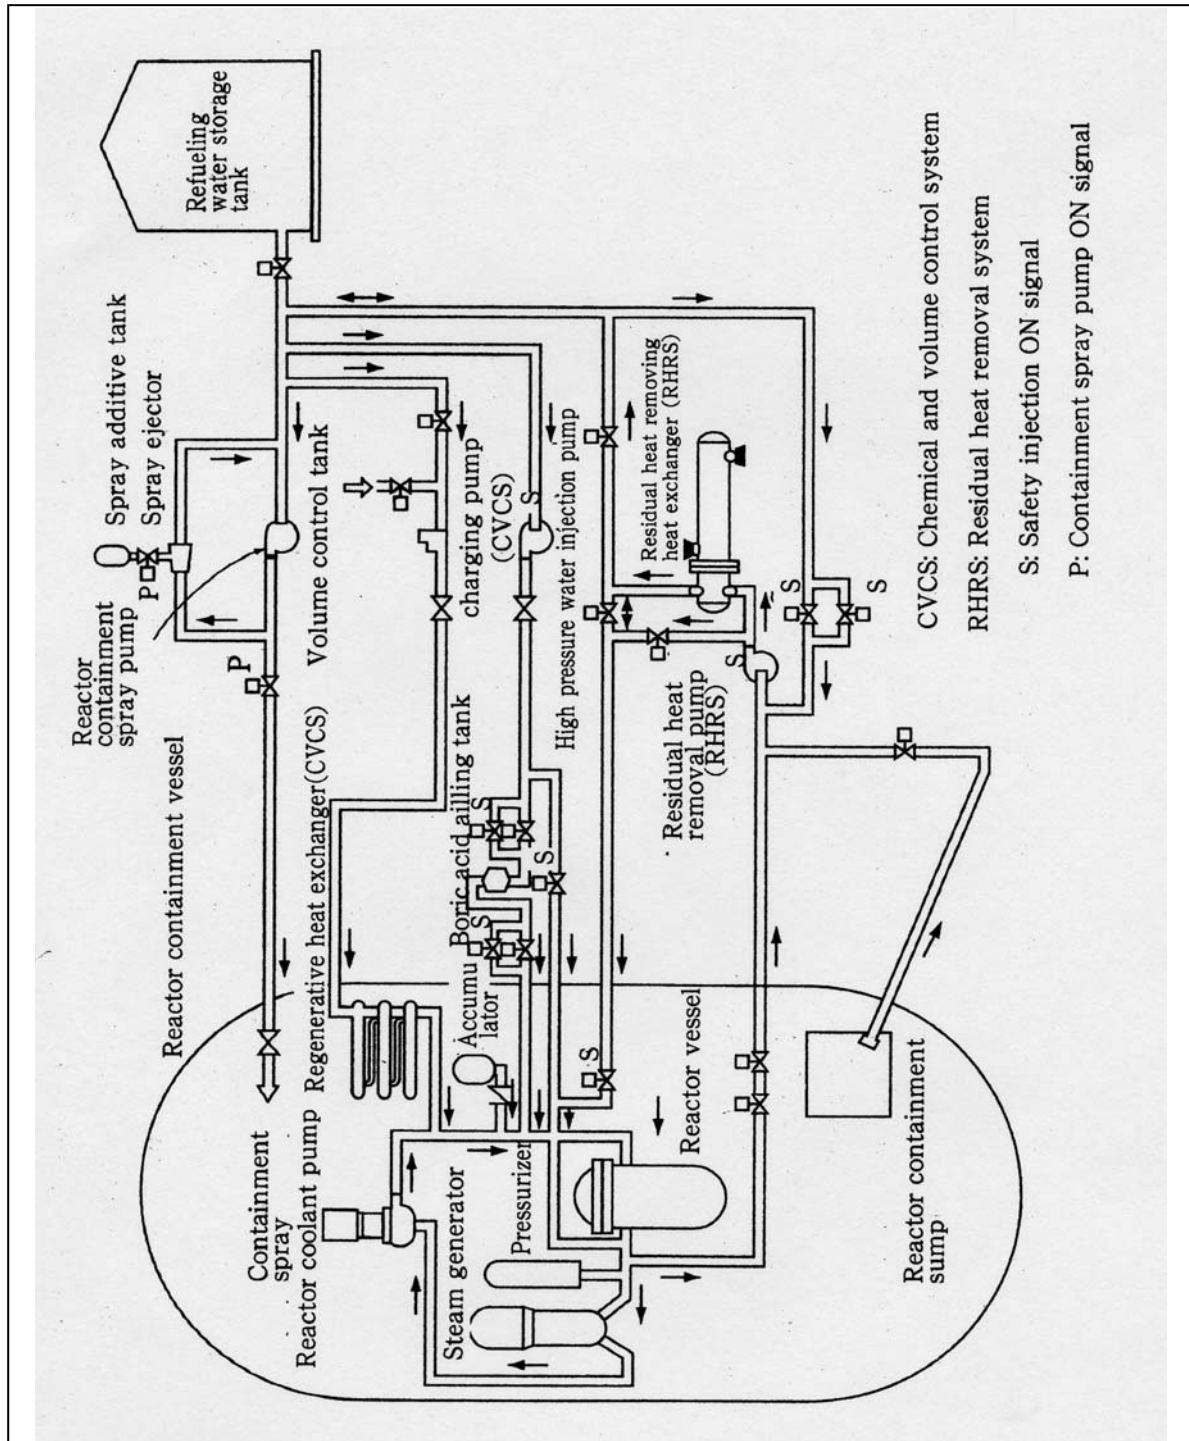 Refueling
water storage
tank
Spray additive tank
Spray ejector
P
P
Reactor
containment
spray pump
Volume control tank
charging pump
(CVCS)
S
High pressure water injection pump
Residual heat removing
heat exchanger (RHRS)
S
S
S
Residual heat
removal pump
(RHRS)
Reactor containment vessel
Regenerative heat exchanger(CVCS)
Boric acid ailling tank
S
S
S
Accumu
lator
S
Containment
spray
Reactor coolant pump
Steam generator
Pressurizer
Reactor vessel
Reactor containment
sump
CVCS: Chemical and volume control system
RHRS: Residual heat removal system
S: Safety injection ON signal
P: Containment spray pump ON signal